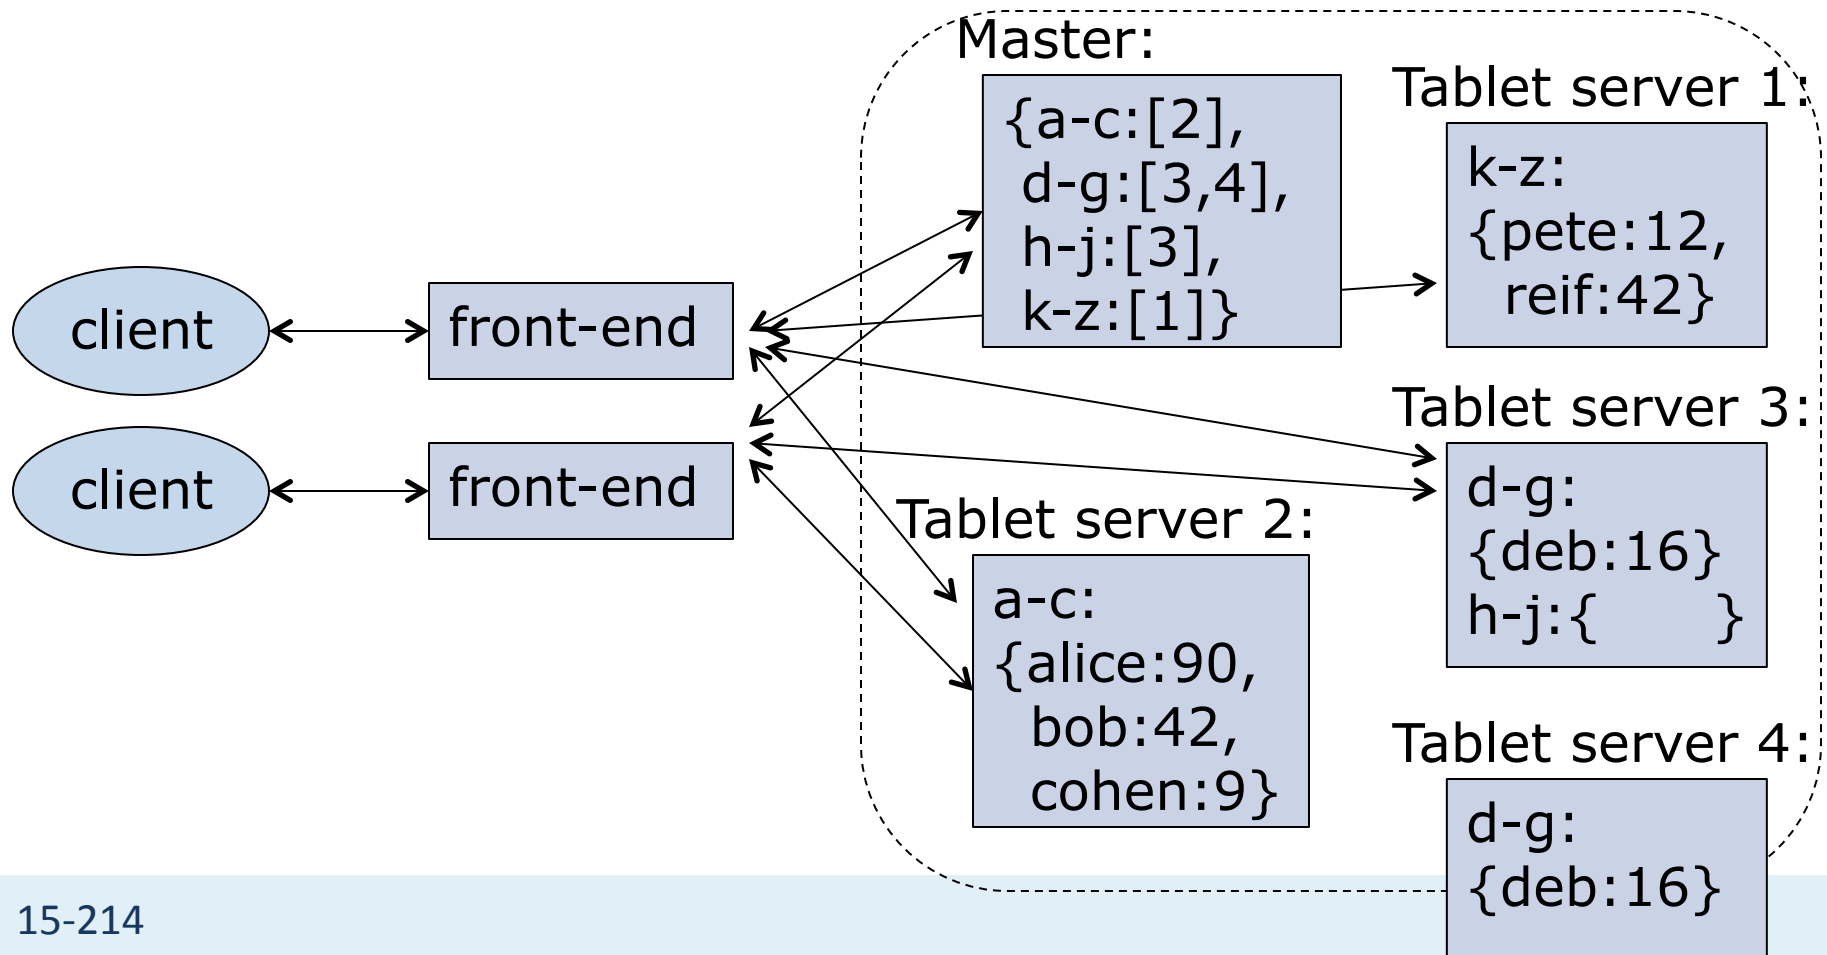 Master:
{a-c:[2],
d-g:[3,4],
h-j:[3],
k-z:[1]}
Tablet server 1:
k-z:
{pete:12,
reif:42}
client
front-end
client
front-end
Tablet server 3:
d-g:
{deb:16}
h-j:{ }
Tablet server 2:
a-c:
{alice:90,
bob:42,
cohen:9}
Tablet server 4:
d-g:
{deb:16}
15-214